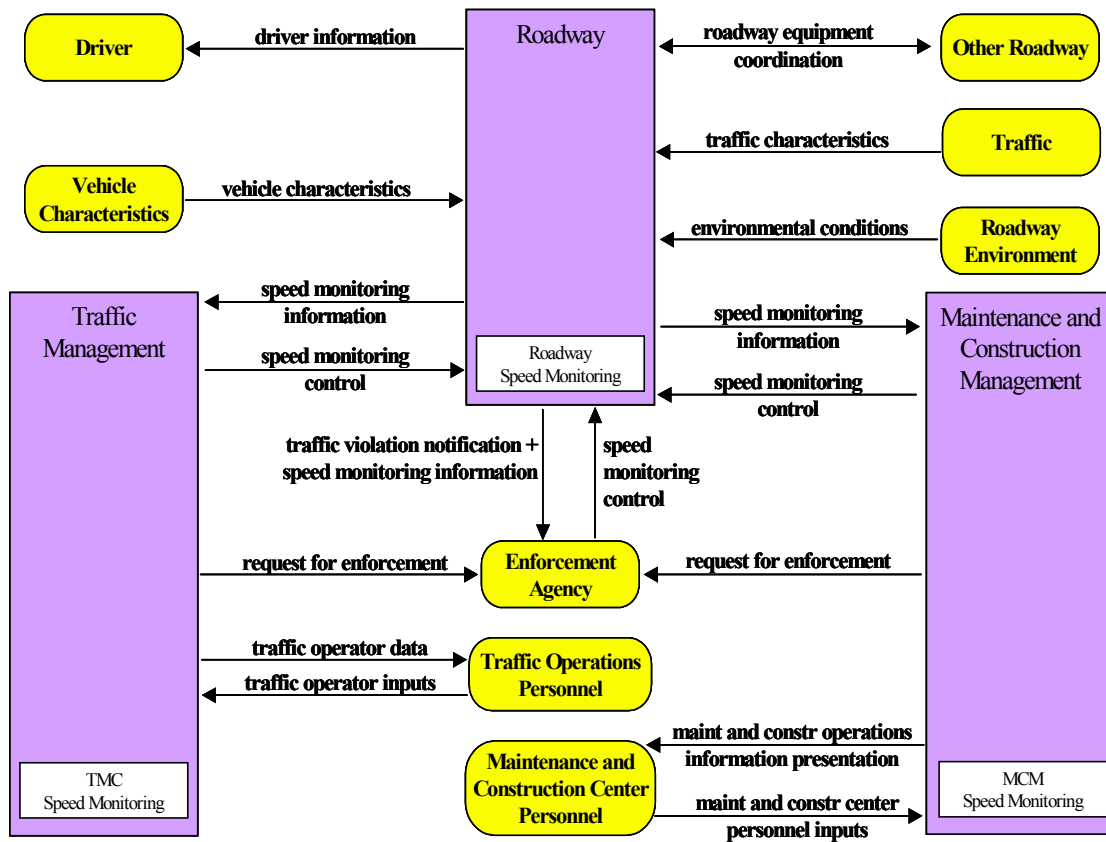 Driver
driver information
Roadway
roadway equipment
coordination
Other Roadway
traffic characteristics
Traffic
Vehicle
Characteristics
vehicle characteristics
environmental conditions
Roadway
Environment
Traffic
Management
speed monitoring
information
speed monitoring
control
Roadway
Speed Monitoring
speed monitoring
information
speed monitoring
control
Maintenance and
Construction
Management
traffic violation notification +
speed monitoring information
speed
monitoring
control
request for enforcement
Enforcement
Agency
request for enforcement
traffic operator data
traffic operator inputs
Traffic Operations
Personnel
maint and constr operations
information presentation
Maintenance and
Construction Center
Personnel
maint and constr center
personnel inputs
TMC
Speed Monitoring
MCM
Speed Monitoring